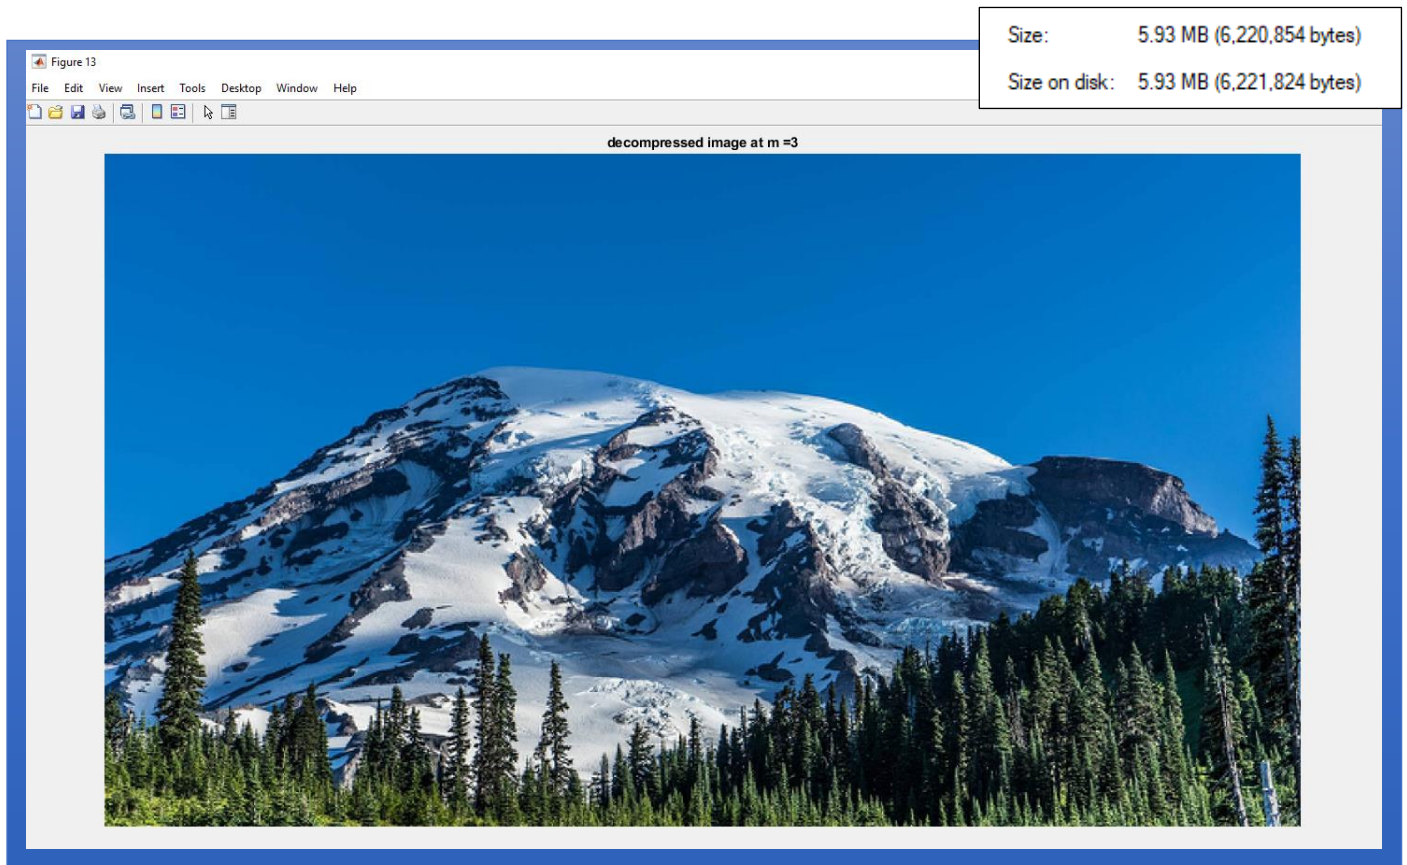 Size: 5.93 MB (6,220,854 bytes)
Size on disk: 5.93 MB (6,221,824 bytes)
Figure 13
File Edit View Insert Tools Desktop Window Help
decompressed image at m =3